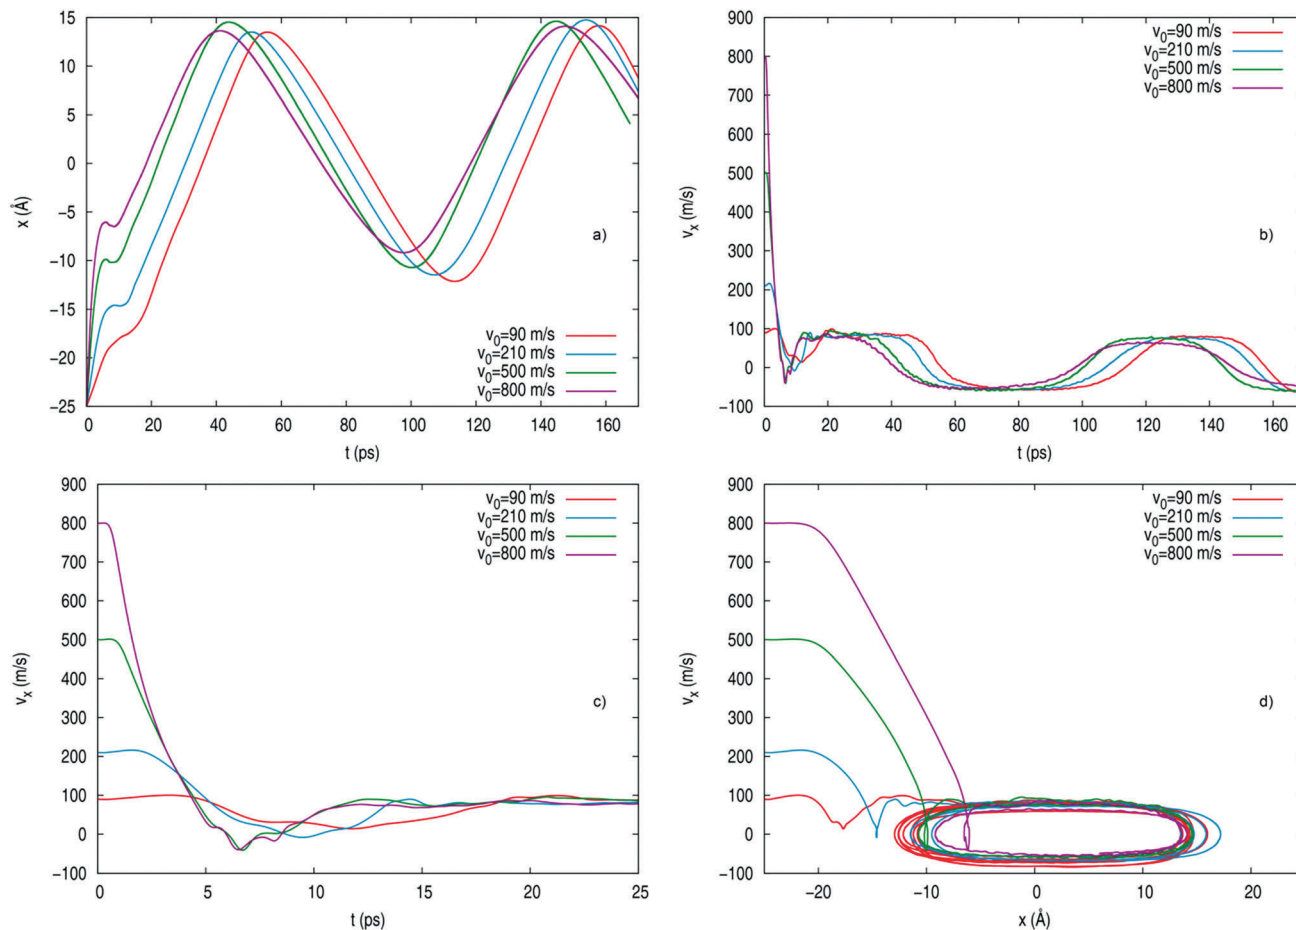 15
10
5
0
−5
−10
−15
−20
−25
x (Å)
a)
v0=90 m/s
v0=210 m/s
v0=500 m/s
v0=800 m/s
0 20 40 60 80 100 120 140 160
t (ps)
900
800
700
600
500
400
300
200
100
0
−100
vx (m/s)
v0=90 m/s
v0=210 m/s
v0=500 m/s
v0=800 m/s
b)
0 20 40 60 80 100 120 140 160
t (ps)
900
800
700
600
500
400
300
200
100
0
−100
vx (m/s)
v0=90 m/s
v0=210 m/s
v0=500 m/s
v0=800 m/s
c)
0 5 10 15 20 25
t (ps)
900
800
700
600
500
400
300
200
100
0
−100
vx (m/s)
v0=90 m/s
v0=210 m/s
v0=500 m/s
v0=800 m/s
d)
−20 −10 0 10 20
x (Å)